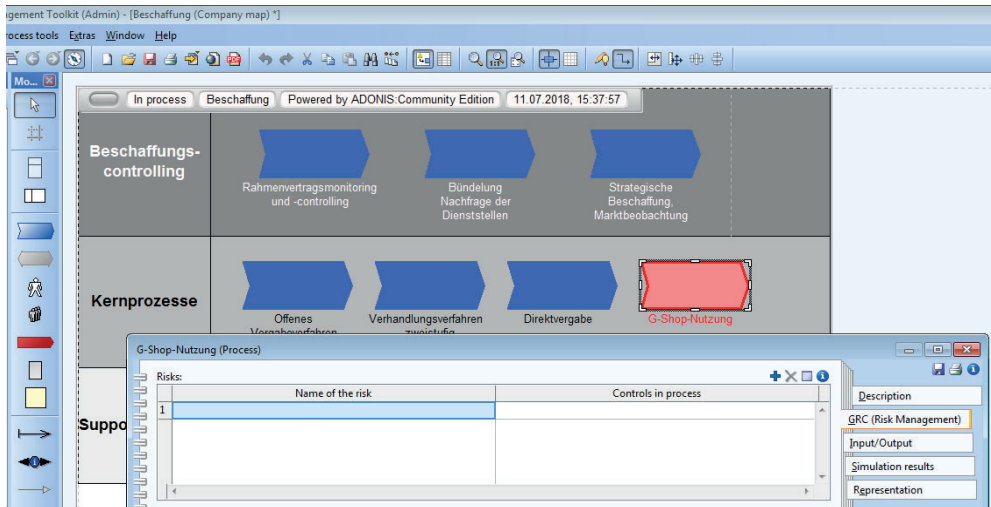 gement Toolkit (Admin) - [Beschaffung (Company map) *]
rocess tools Extras Window Help
Mo...
In process Beschaffung Powered by ADONIS:Community Edition 11.07.2018, 15:37:57
Beschaffungs-
controlling
Rahmenvertragsmonitoring
und -controlling
Bündelung
Nachfrage der
Dienststellen
Strategische
Beschaffung,
Marktbeobachtung
Kernprozesse
Offenes
Vergabeverfahren
Verhandlungsverfahren
zweistufig
Direktvergabe
G-Shop-Nutzung
Suppo
G-Shop-Nutzung (Process)
Risks:
Name of the risk Controls in process
1
Description
GRC (Risk Management)
Input/Output
Simulation results
Representation